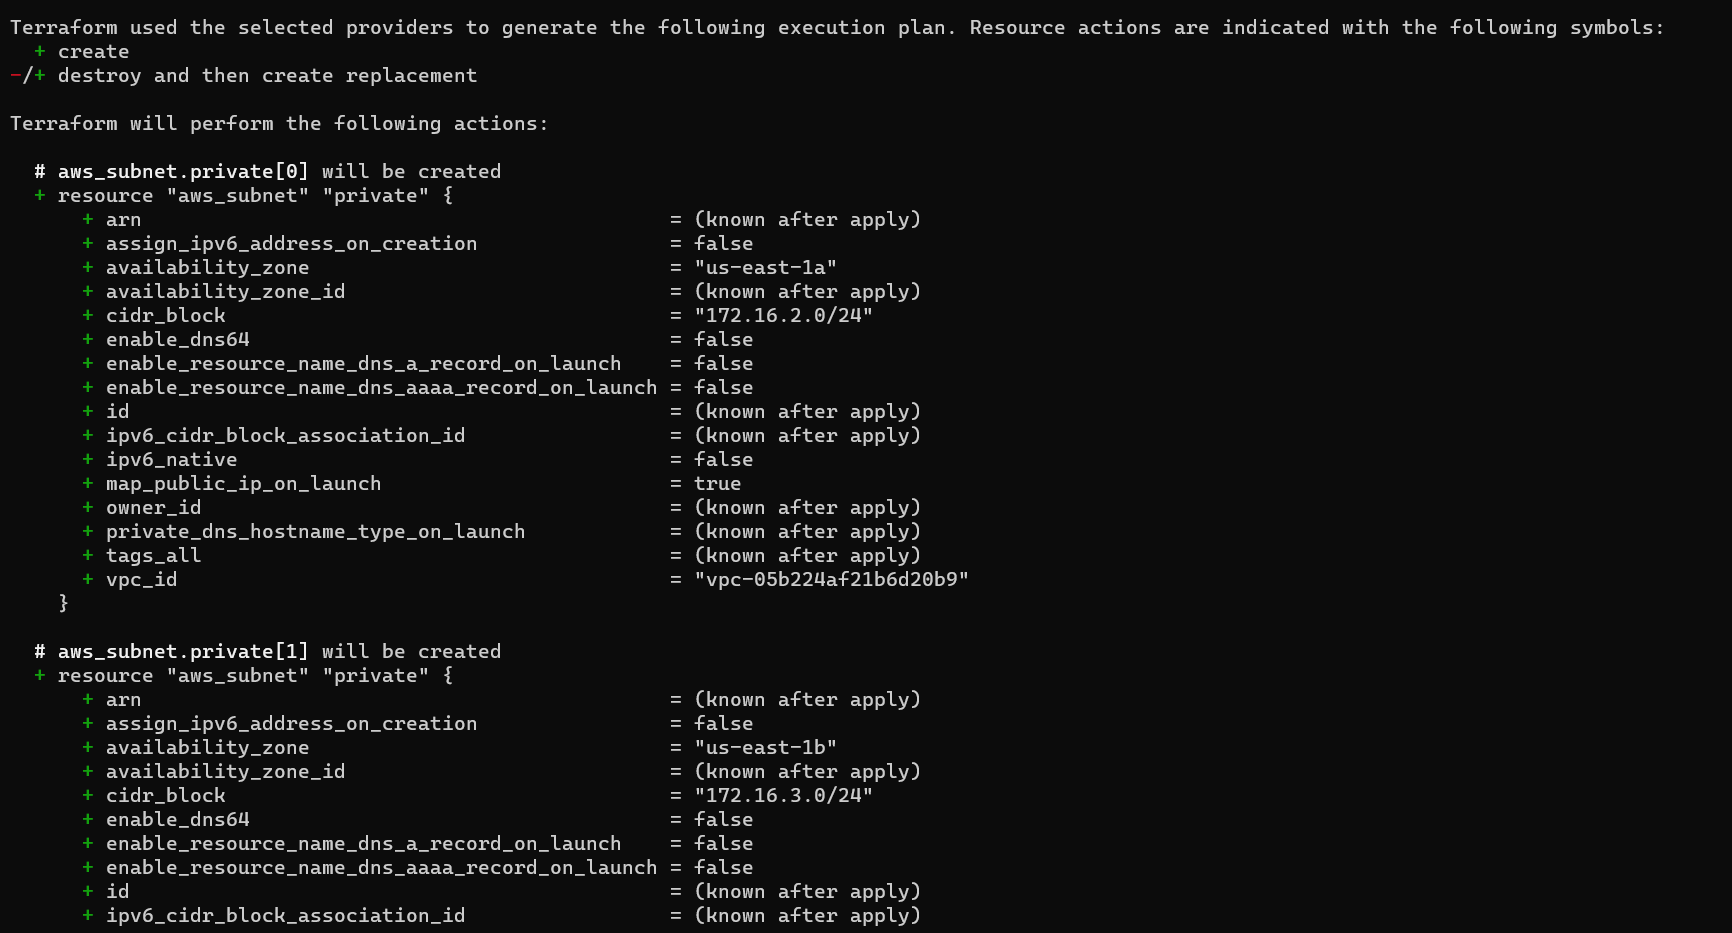 Terraform used the selected providers to generate the following execution plan. Resource actions are indicated with the following symbols:
  + create
-/+ destroy and then create replacement

Terraform will perform the following actions:

  # aws_subnet.private[0] will be created
  + resource "aws_subnet" "private" {
      + arn                                            = (known after apply)
      + assign_ipv6_address_on_creation                = false
      + availability_zone                              = "us-east-1a"
      + availability_zone_id                           = (known after apply)
      + cidr_block                                     = "172.16.2.0/24"
      + enable_dns64                                   = false
      + enable_resource_name_dns_a_record_on_launch    = false
      + enable_resource_name_dns_aaaa_record_on_launch = false
      + id                                             = (known after apply)
      + ipv6_cidr_block_association_id                 = (known after apply)
      + ipv6_native                                    = false
      + map_public_ip_on_launch                        = true
      + owner_id                                       = (known after apply)
      + private_dns_hostname_type_on_launch            = (known after apply)
      + tags_all                                       = (known after apply)
      + vpc_id                                         = "vpc-05b224af21b6d20b9"
    }

  # aws_subnet.private[1] will be created
  + resource "aws_subnet" "private" {
      + arn                                            = (known after apply)
      + assign_ipv6_address_on_creation                = false
      + availability_zone                              = "us-east-1b"
      + availability_zone_id                           = (known after apply)
      + cidr_block                                     = "172.16.3.0/24"
      + enable_dns64                                   = false
      + enable_resource_name_dns_a_record_on_launch    = false
      + enable_resource_name_dns_aaaa_record_on_launch = false
      + id                                             = (known after apply)
      + ipv6_cidr_block_association_id                 = (known after apply)